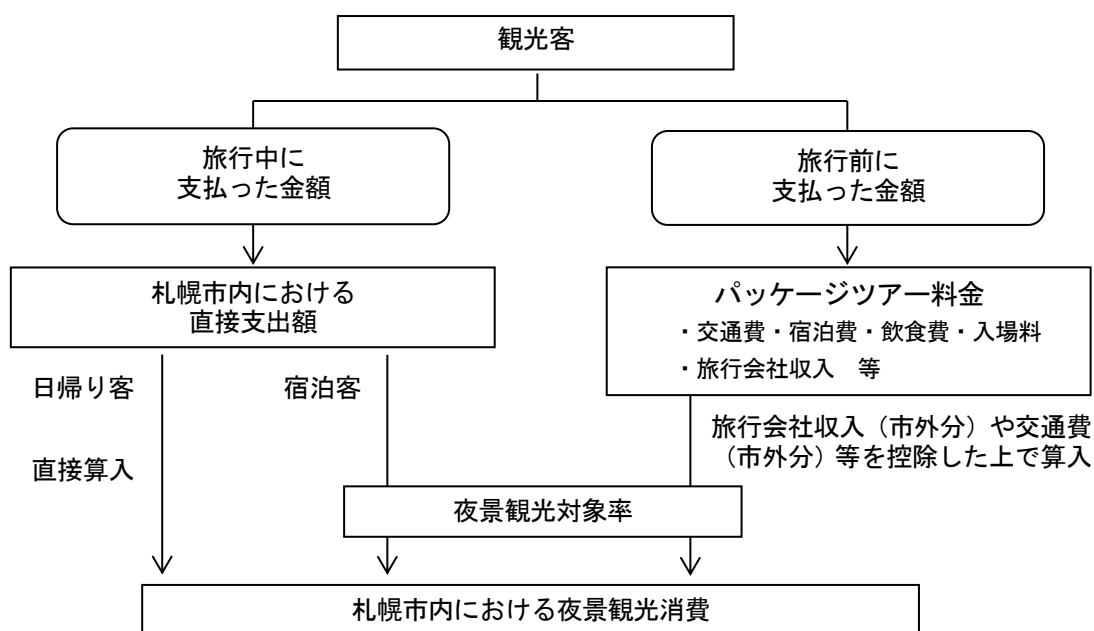 観光客
旅行中に
支払った金額
旅行前に
支払った金額
札幌市内における
直接支出額
パッケージツアー料金
・交通費・宿泊費・飲食費・入場料
・旅行会社収入　等
日帰り客
宿泊客
旅行会社収入（市外分）や交通費
（市外分）等を控除した上で算入
直接算入
夜景観光対象率
札幌市内における夜景観光消費